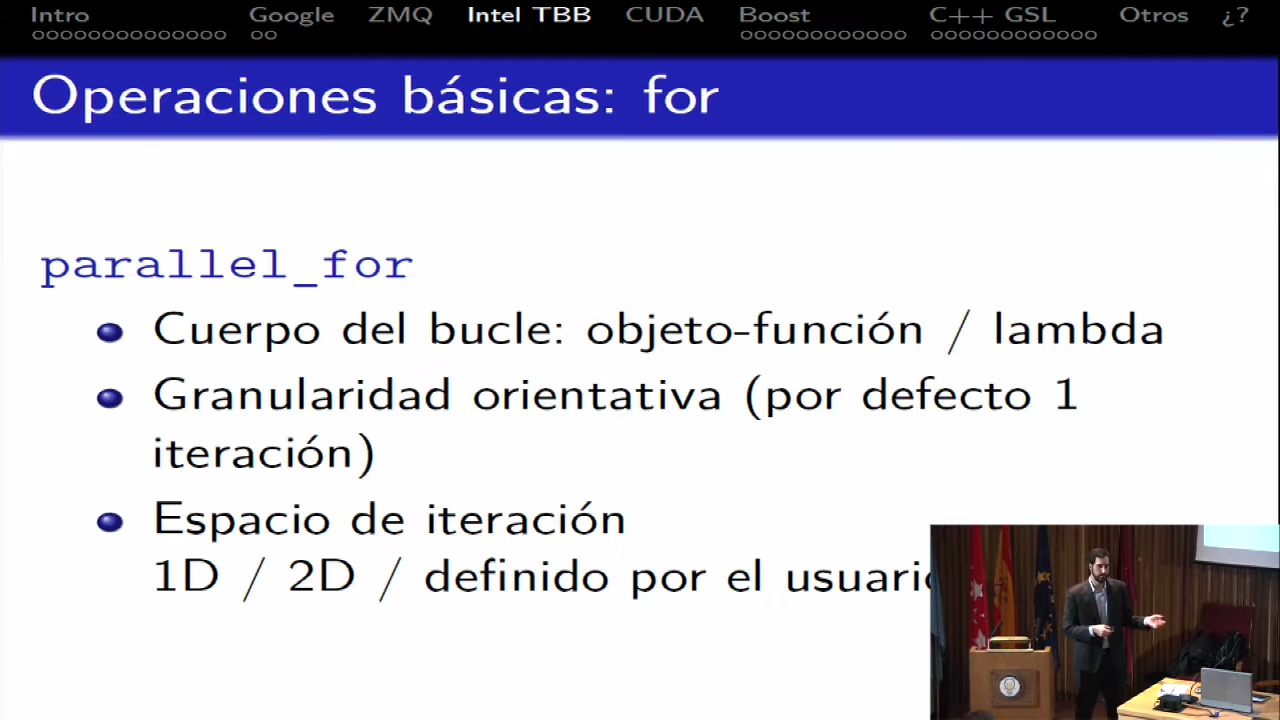 Intro Google ZMQ Intel TBB CUDA Boost C++ GSL Otros ¿?
Operaciones básicas: for
parallel_for
Cuerpo del bucle: objeto-función / lambda
Granularidad orientativa (por defecto 1
iteración)
Espacio de iteración
1D / 2D / definido por el usuario